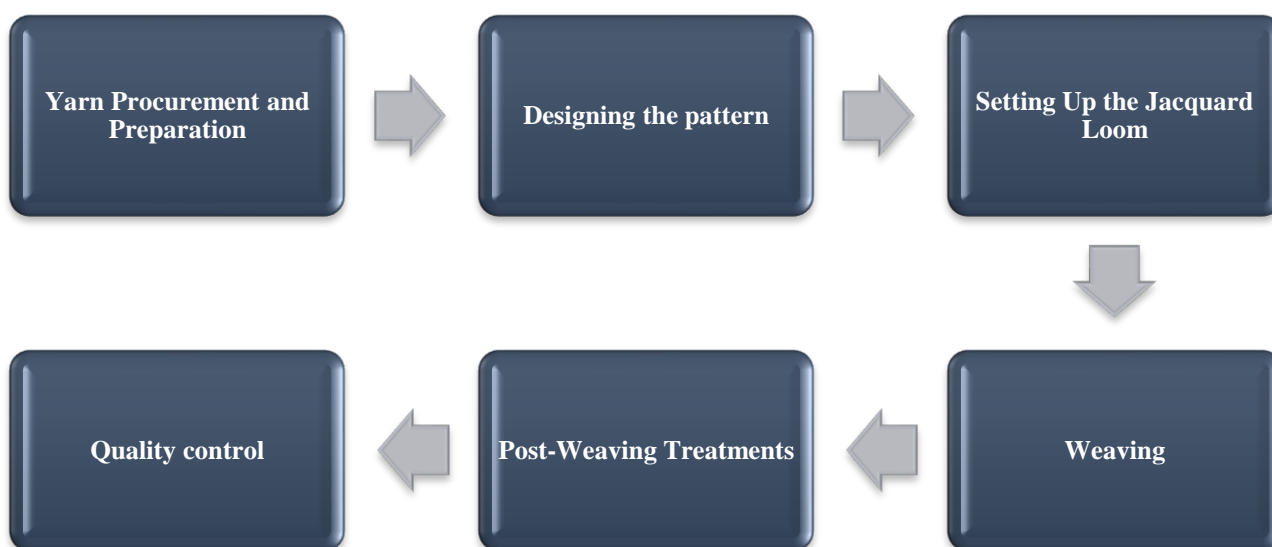 Yarn Procurement and
Preparation
Designing the pattern
Setting Up the Jacquard
Loom
Weaving
Post-Weaving Treatments
Quality control